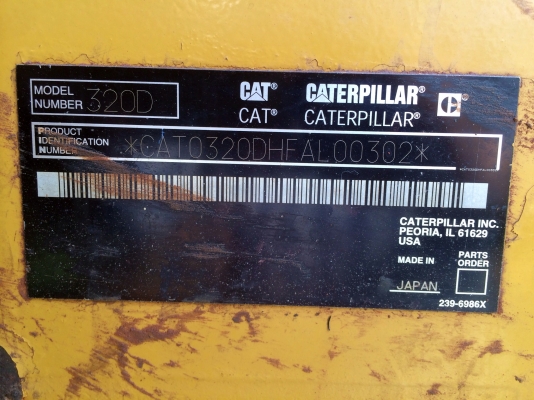 MODEL NUMBER 320D
CAT® CATERPILLAR®
CAT® CATERPILLAR®
PRODUCT IDENTIFICATION NUMBER *CAT0320DHFAL00302*
CATERPILLAR INC.
PEORIA, IL 61629
USA
MADE IN JAPAN
PARTS ORDER
239-6986X